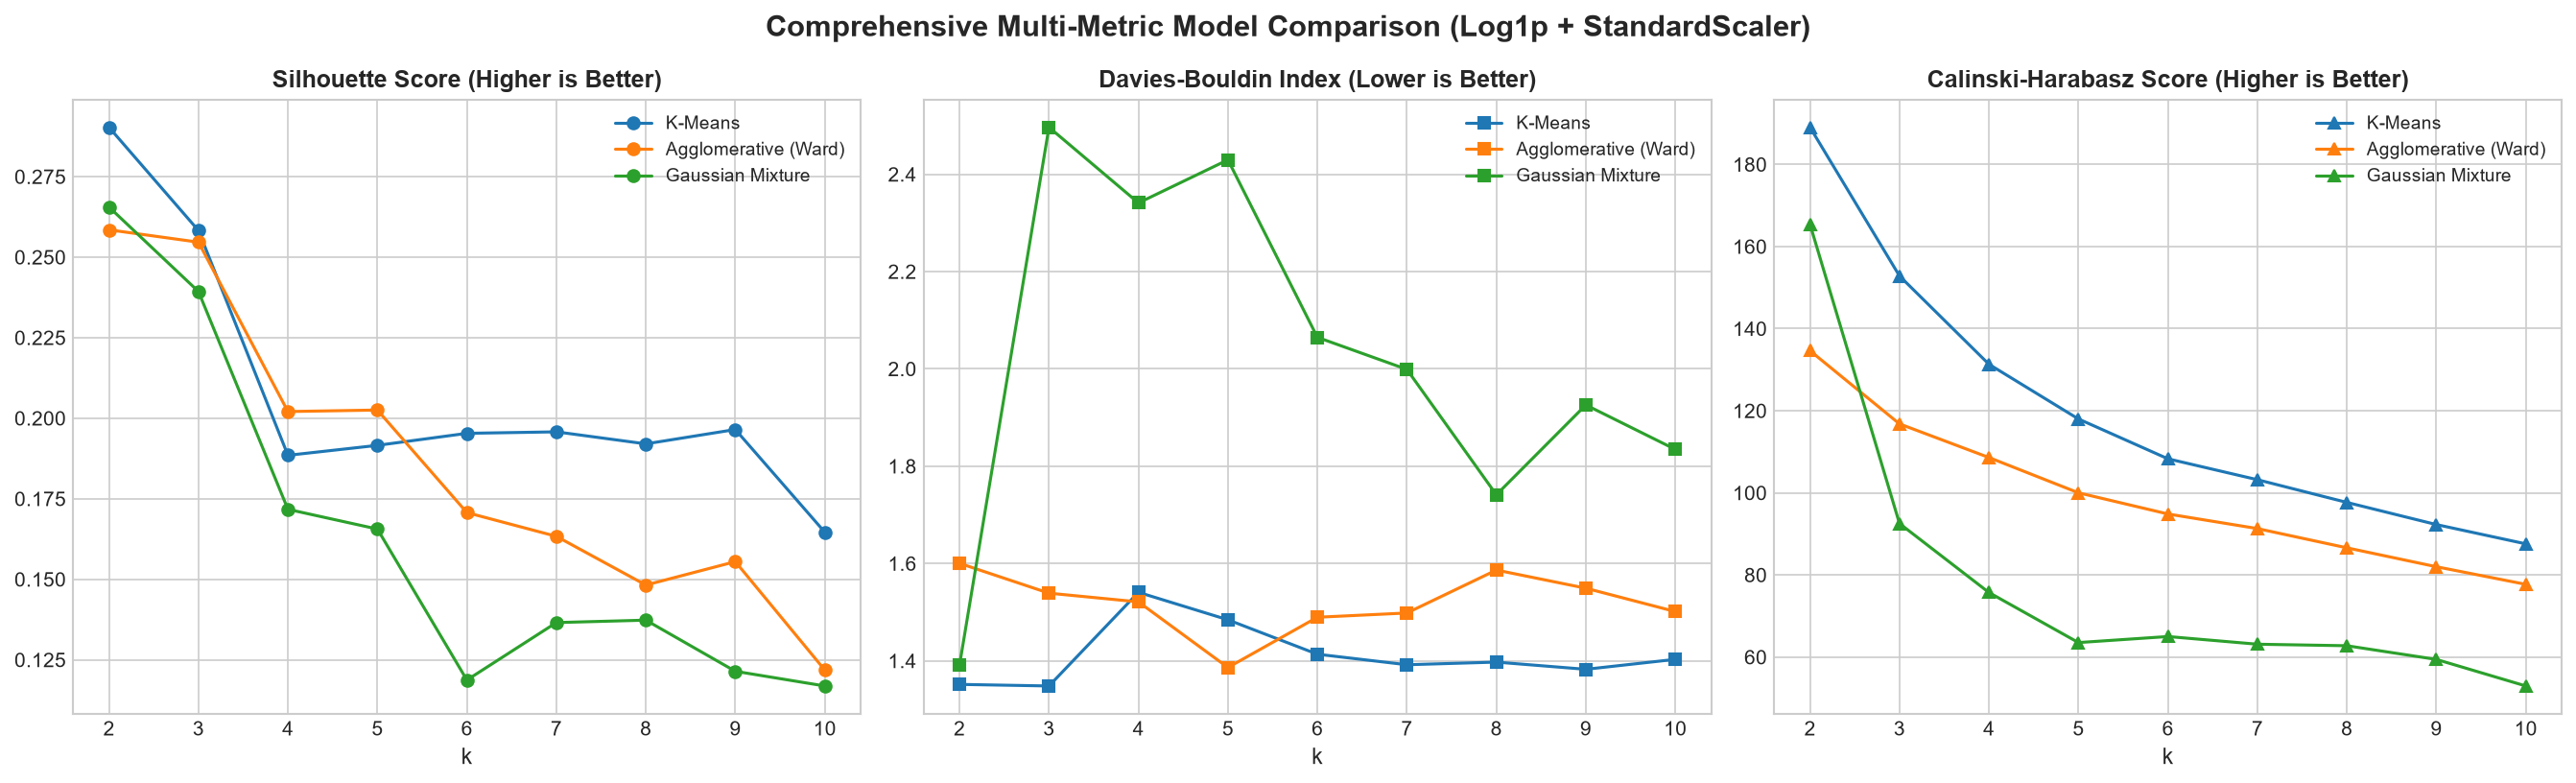 Comprehensive Multi-Metric Model Comparison (Log1p + StandardScaler)
Silhouette Score (Higher is Better)
K-Means
Agglomerative (Ward)
Gaussian Mixture
0.275
0.250
0.225
0.200
0.175
0.150
0.125
2 3 4 5 6 7 8 9 10
k
Davies-Bouldin Index (Lower is Better)
K-Means
Agglomerative (Ward)
Gaussian Mixture
2.4
2.2
2.0
1.8
1.6
1.4
2 3 4 5 6 7 8 9 10
k
Calinski-Harabasz Score (Higher is Better)
K-Means
Agglomerative (Ward)
Gaussian Mixture
180
160
140
120
100
80
60
2 3 4 5 6 7 8 9 10
k